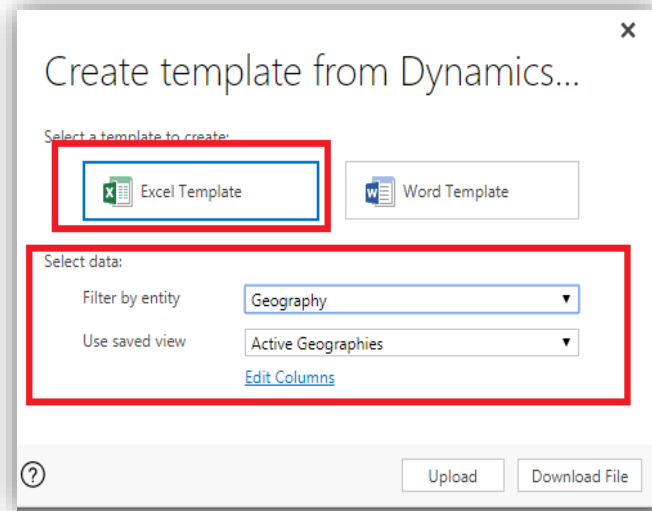 Create template from Dynamics...
Select a template to create:
Excel Template Word Template
Select data:
Filter by entity Geography
Use saved view Active Geographies
Edit Columns
Upload Download File